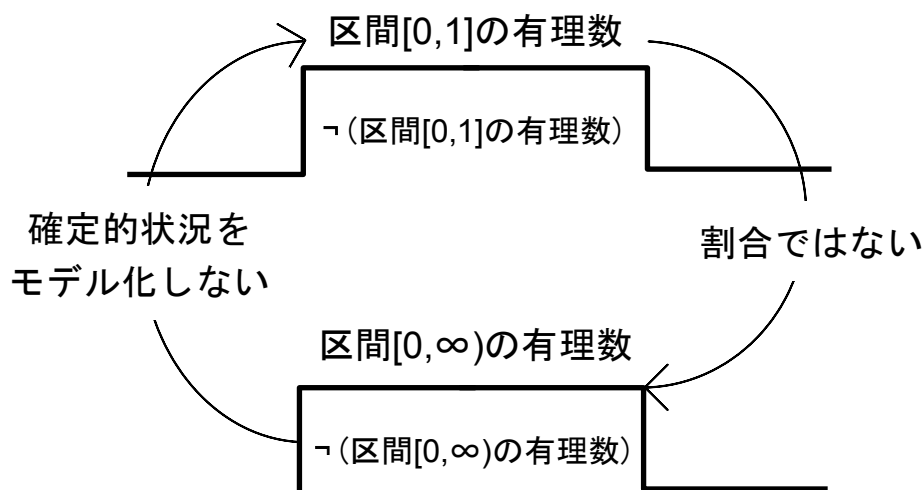 区間[0,1]の有理数
¬(区間[0,1]の有理数)
確定的状況を
モデル化しない
割合ではない
区間[0,∞)の有理数
¬(区間[0,∞)の有理数)